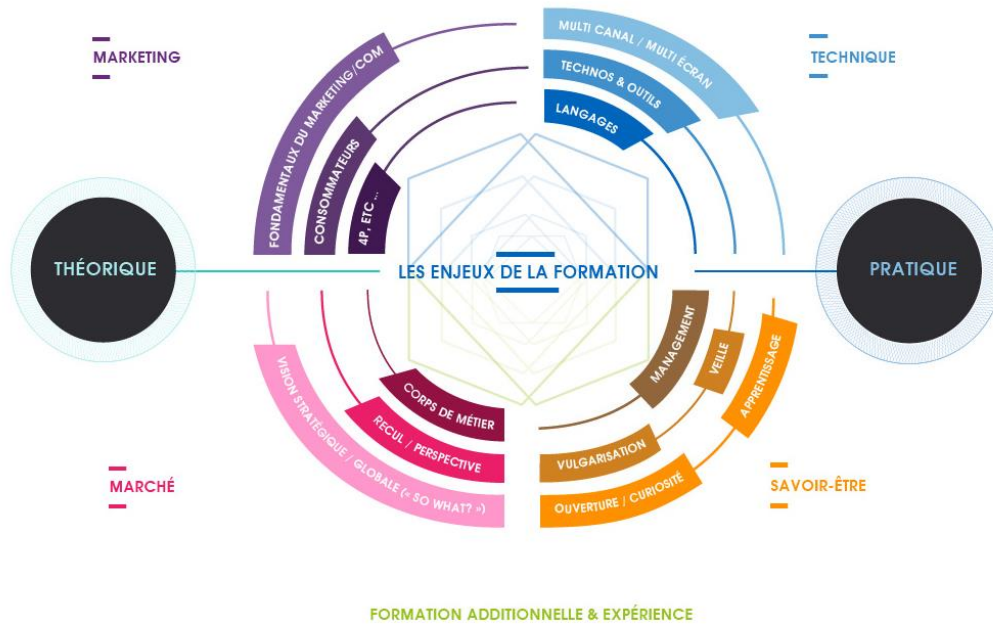 MARKETING
TECHNIQUE
FONDAMENTAUX DU MARKETING/COM
CONSOMMATEURS
4P, ETC ...
MULTI CANAL / MULTI ÉCRAN
TECHNOS & OUTILS
LANGAGES
THÉORIQUE
LES ENJEUX DE LA FORMATION
PRATIQUE
CORPS DE MÉTIER
RECUL / PERSPECTIVE
VISION STRATÉGIQUE / GLOBALE (« SO WHAT? »)
MANAGEMENT
VEILLE
APPRENTISSAGE
VULGARISATION
OUVERTURE / CURIOSITÉ
MARCHÉ
SAVOIR-ÊTRE
FORMATION ADDITIONNELLE & EXPÉRIENCE